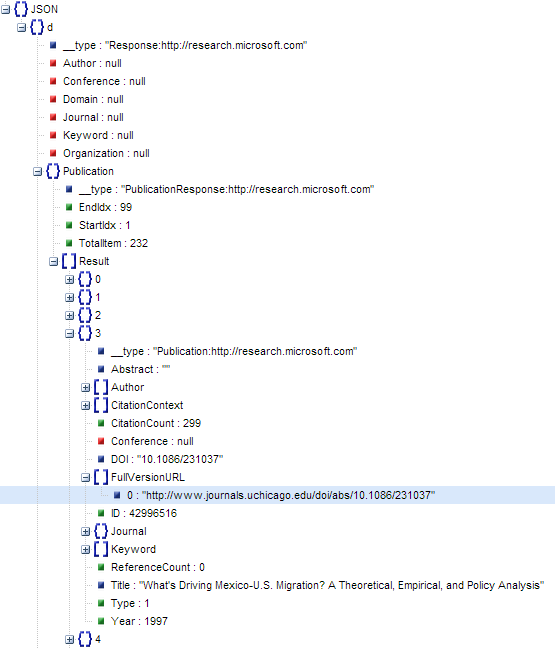 JSON
d
__type : "Response:http://research.microsoft.com"
Author : null
Conference : null
Domain : null
Journal : null
Keyword : null
Organization : null
Publication
__type : "PublicationResponse:http://research.microsoft.com"
EndIdx : 99
StartIdx : 1
TotalItem : 232
Result
0
1
2
3
__type : "Publication:http://research.microsoft.com"
Abstract : ""
Author
CitationContext
CitationCount : 299
Conference : null
DOI : "10.1086/231037"
FullVersionURL
0 : "http://www.journals.uchicago.edu/doi/abs/10.1086/231037"
ID : 42996516
Journal
Keyword
ReferenceCount : 0
Title : "What's Driving Mexico-U.S. Migration? A Theoretical, Empirical, and Policy Analysis"
Type : 1
Year : 1997
4